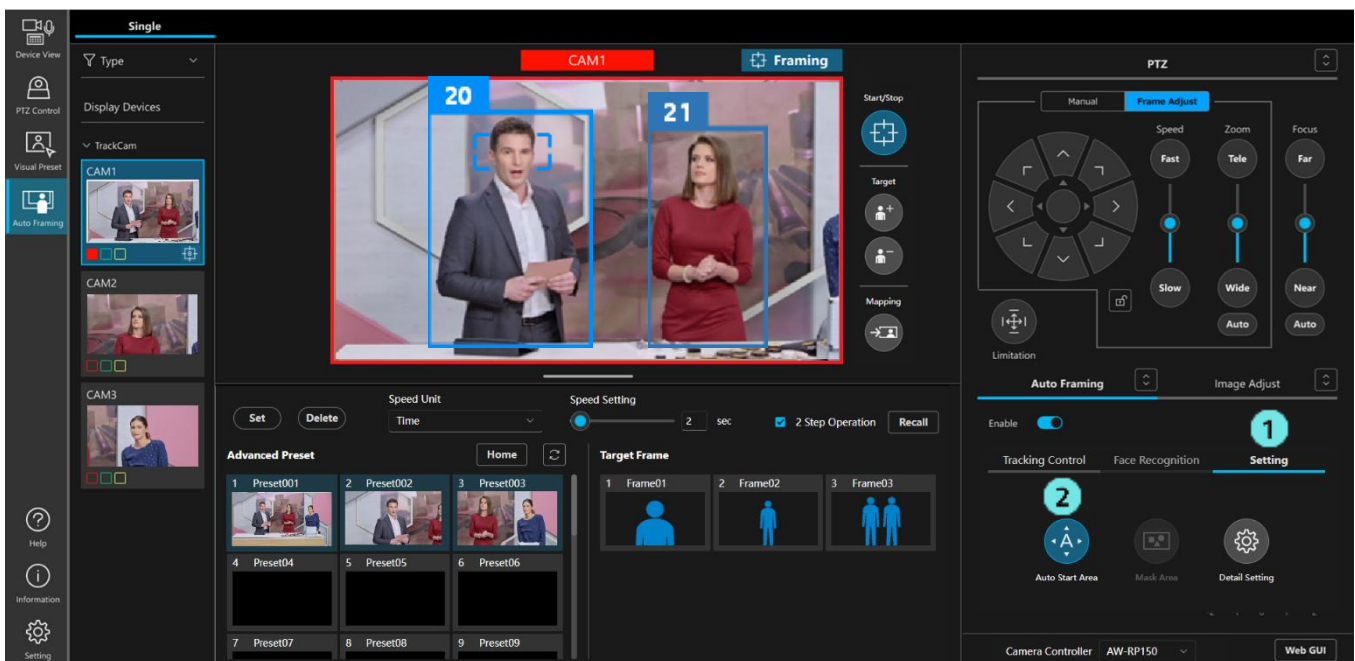 Single
Device View
PTZ Control
Visual Preset
Auto Framing
Help
Information
Setting
Type
Display Devices
TrackCam
CAM1
CAM2
CAM3
CAM1
Framing
20
21
Start/Stop
Target
Mapping
Set
Delete
Speed Unit
Time
Speed Setting
2 sec
2 Step Operation
Recall
Advanced Preset
Home
1 Preset001
2 Preset002
3 Preset003
4 Preset04
5 Preset05
6 Preset06
7 Preset07
8 Preset08
9 Preset09
Target Frame
1 Frame01
2 Frame02
3 Frame03
PTZ
Manual
Frame Adjust
Speed
Zoom
Focus
Fast
Tele
Far
Slow
Wide
Near
Auto
Auto
Limitation
Auto Framing
Image Adjust
Enable
1
Tracking Control
Face Recognition
Setting
2
A
Auto Start Area
Mask Area
Detail Setting
Camera Controller
AW-RP150
Web GUI